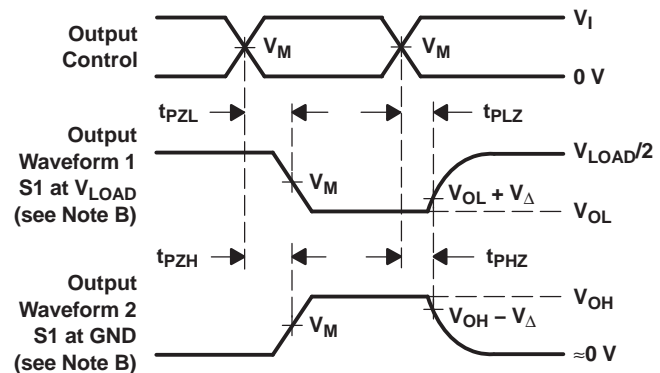 Output
Control
V_M
V_M
V_I
0 V
t_PZL
t_PLZ
Output
Waveform 1
S1 at V_LOAD
(see Note B)
V_M
V_LOAD/2
V_OL + V_Δ
V_OL
t_PZH
t_PHZ
Output
Waveform 2
S1 at GND
(see Note B)
V_M
V_OH
V_OH − V_Δ
≈0 V